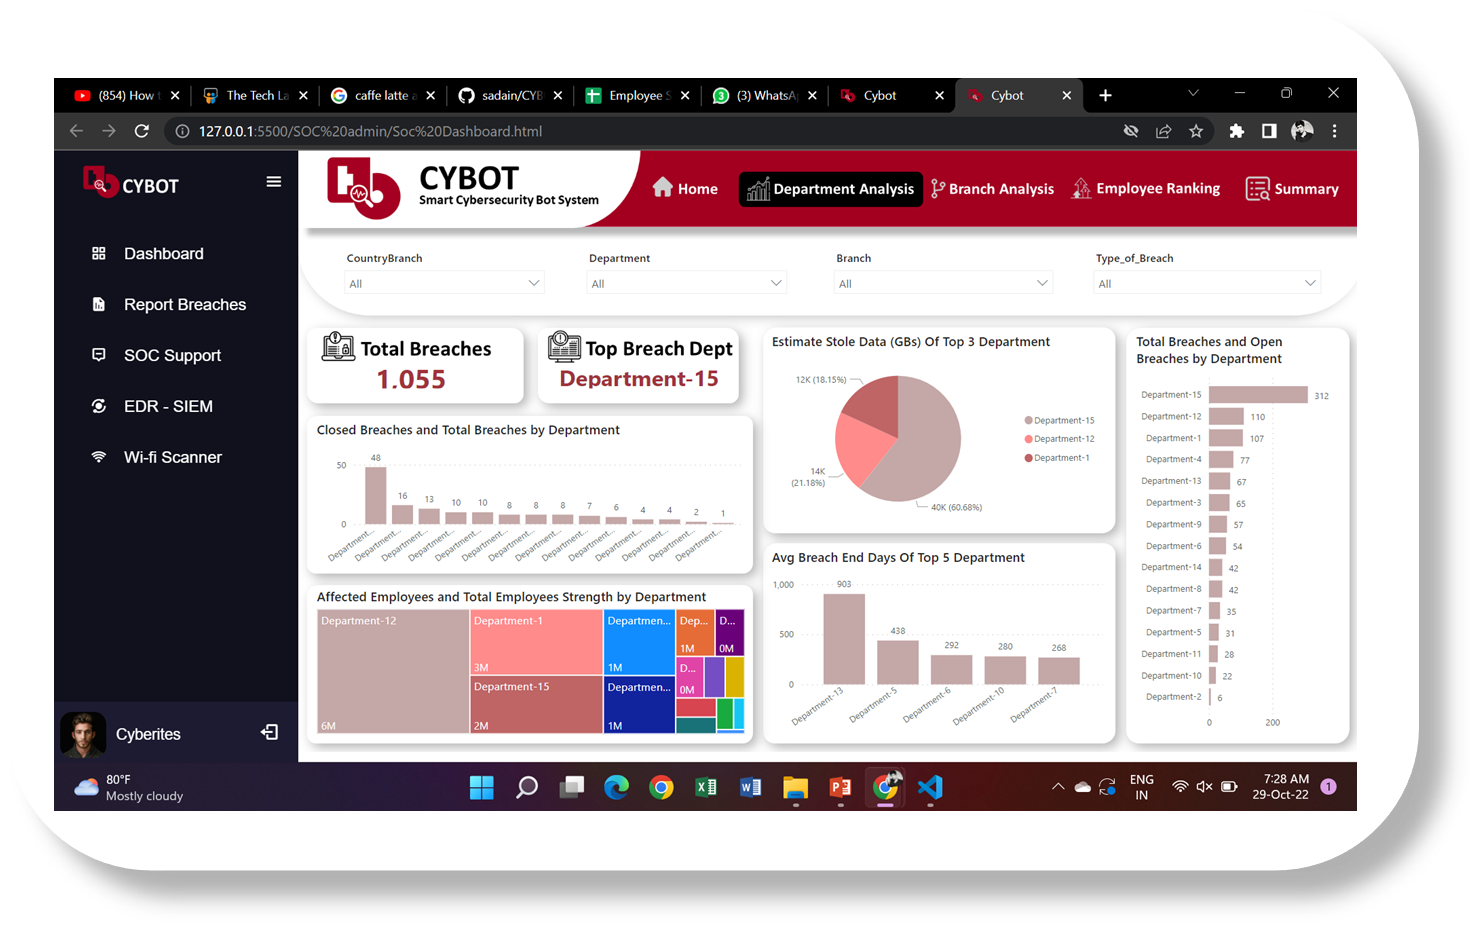 (854) How t
The Tech La
caffe latte a
sadain/CYB
Employee S
(3) WhatsAp
Cybot
Cybot
127.0.0.1:5500/SOC%20admin/Soc%20Dashboard.html
CYBOT
Dashboard
Report Breaches
SOC Support
EDR - SIEM
Wi-fi Scanner
Cyberites
CYBOT
Smart Cybersecurity Bot System
Home
Department Analysis
Branch Analysis
Employee Ranking
Summary
CountryBranch
All
Department
All
Branch
All
Type_of_Breach
All
Total Breaches
1.055
Top Breach Dept
Department-15
Closed Breaches and Total Breaches by Department
50
0
48
16
13
10
10
8
8
8
7
6
4
4
2
1
Department...
Department...
Department...
Department...
Department...
Department...
Department...
Department...
Department...
Department...
Department...
Department...
Department...
Department...
Affected Employees and Total Employees Strength by Department
Department-12
6M
Department-1
3M
Department-15
2M
Departmen...
1M
Departmen...
1M
Dep...
1M
D...
0M
D...
0M
Estimate Stole Data (GBs) Of Top 3 Department
12K (18.15%)
14K
(21.18%)
40K (60.68%)
Department-15
Department-12
Department-1
Avg Breach End Days Of Top 5 Department
1,000
500
0
903
438
292
280
268
Department-13
Department-5
Department-6
Department-10
Department-7
Total Breaches and Open
Breaches by Department
Department-15 312
Department-12 110
Department-1 107
Department-4 77
Department-13 67
Department-3 65
Department-9 57
Department-6 54
Department-14 42
Department-8 42
Department-7 35
Department-5 31
Department-11 28
Department-10 22
Department-2 6
0 200
80°F
Mostly cloudy
ENG
IN
7:28 AM
29-Oct-22
1